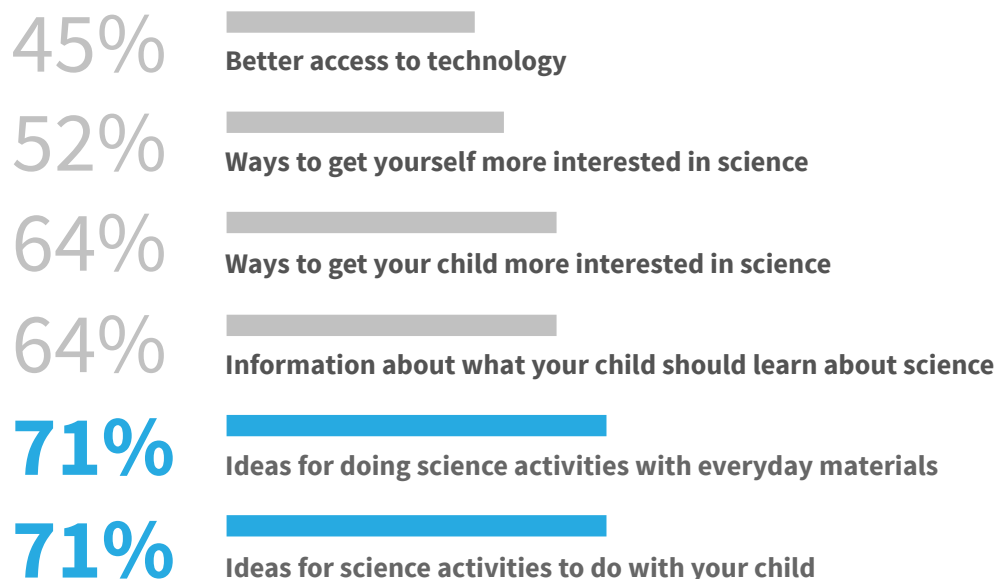 45%
Better access to technology
52%
Ways to get yourself more interested in science
64%
Ways to get your child more interested in science
64%
Information about what your child should learn about science
71%
Ideas for doing science activities with everyday materials
71%
Ideas for science activities to do with your child